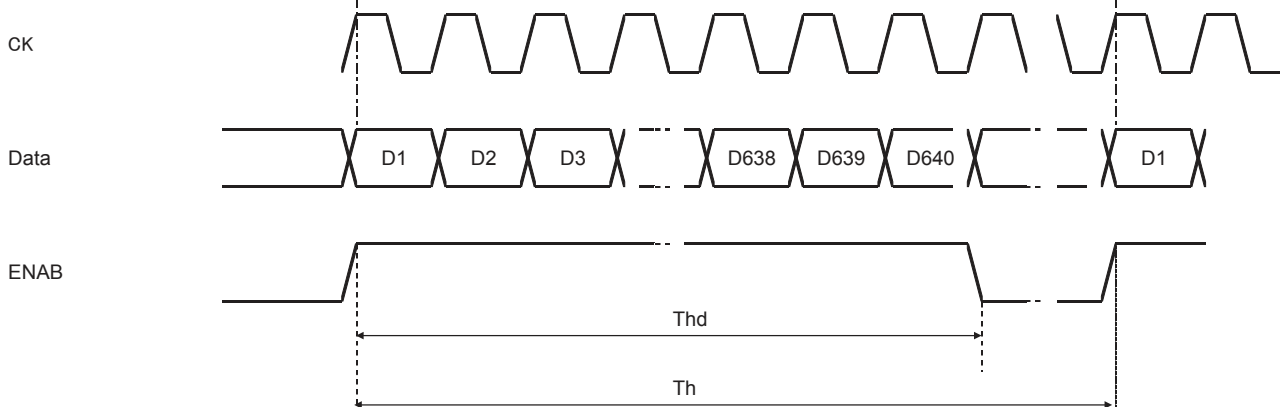 CK
Data
D1 D2 D3 D638 D639 D640 D1
ENAB
Thd
Th